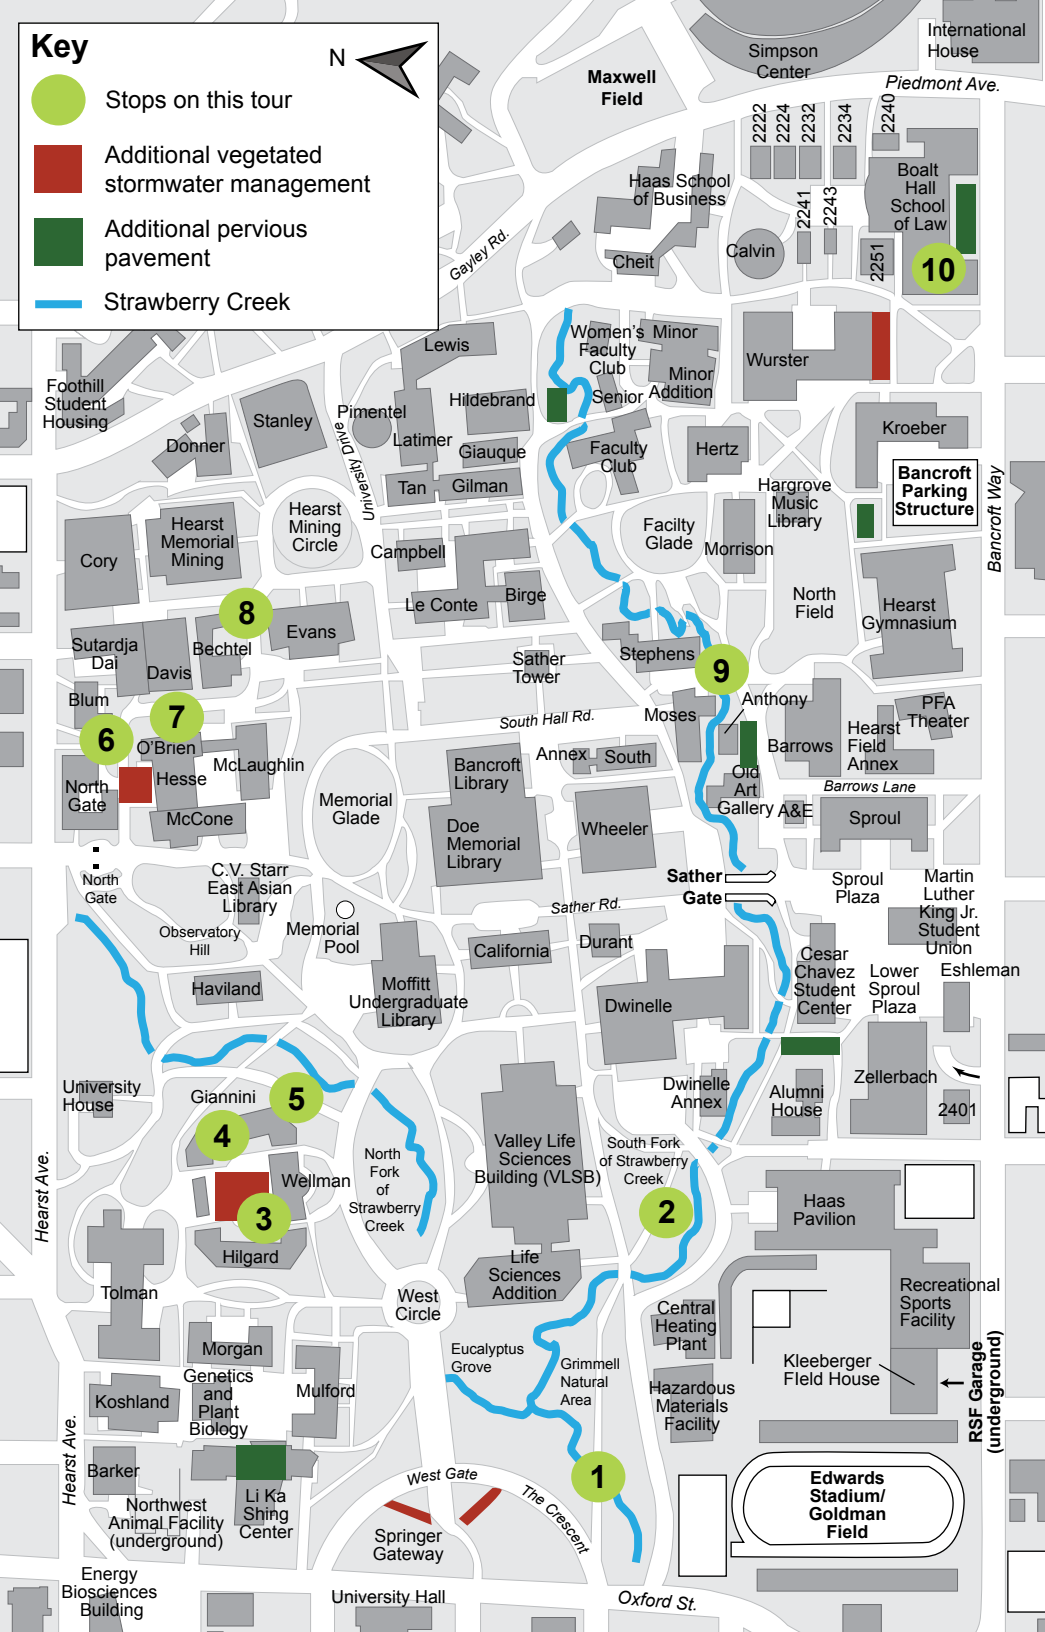 Key
N
Stops on this tour
Additional vegetated
stormwater management
Additional pervious
pavement
Strawberry Creek
International
House
Simpson
Center
Piedmont Ave.
Maxwell
Field
2222
2224
2232
2234
2240
Haas School
of Business
Boalt
Hall
School
of Law
2241
2243
Gayley Rd.
Cheit
Calvin
2251
10
Women's
Faculty
Club
Minor
Lewis
Wurster
Minor
Addition
Foothill
Student
Housing
Hildebrand
Senior
Stanley
Pimentel
Donner
University Drive
Latimer
Giauque
Faculty
Club
Hertz
Kroeber
Bancroft
Parking
Structure
Bancroft Way
Tan
Gilman
Hargrove
Music
Library
Hearst
Memorial
Mining
Hearst
Mining
Circle
Facilty
Glade
Cory
Campbell
Morrison
Le Conte
Birge
North
Field
Hearst
Gymnasium
8
Evans
Sutardja
Dai
Bechtel
Davis
Stephens
Sather
Tower
9
Blum
7
Anthony
Moses
South Hall Rd.
PFA
Theater
6
O'Brien
Barrows
Hearst
Field
Annex
McLaughlin
Annex
South
Bancroft
Library
North
Gate
Hesse
Old
Art
Gallery
A&E
Barrows Lane
McCone
Memorial
Glade
Doe
Memorial
Library
Wheeler
Sproul
North
Gate
C.V. Starr
East Asian
Library
Sather
Gate
Sproul
Plaza
Martin
Luther
King Jr.
Student
Union
Sather Rd.
Observatory
Hill
Memorial
Pool
California
Durant
Cesar
Chavez
Student
Center
Lower
Sproul
Plaza
Eshleman
Haviland
Moffitt
Undergraduate
Library
Dwinelle
University
House
Giannini
5
4
Dwinelle
Annex
Alumni
House
Zellerbach
2401
Valley Life
Sciences
Building (VLSB)
South Fork
of Strawberry
Creek
North
Fork
of
Strawberry
Creek
Wellman
Hearst Ave.
3
2
Haas
Pavilion
Hilgard
Life
Sciences
Addition
Tolman
West
Circle
Recreational
Sports
Facility
Central
Heating
Plant
Morgan
Eucalyptus
Grove
Grimmell
Natural
Area
Kleeberger
FIeld House
RSF Garage
(underground)
Genetics
and
Plant
Biology
Mulford
Koshland
Hazardous
Materials
Facility
Hearst Ave.
Barker
West Gate
1
Edwards
Stadium/
Goldman
Field
Northwest
Animal Facility
(underground)
Li Ka
Shing
Center
The Crescent
Springer
Gateway
Energy
Biosciences
Building
University Hall
Oxford St.